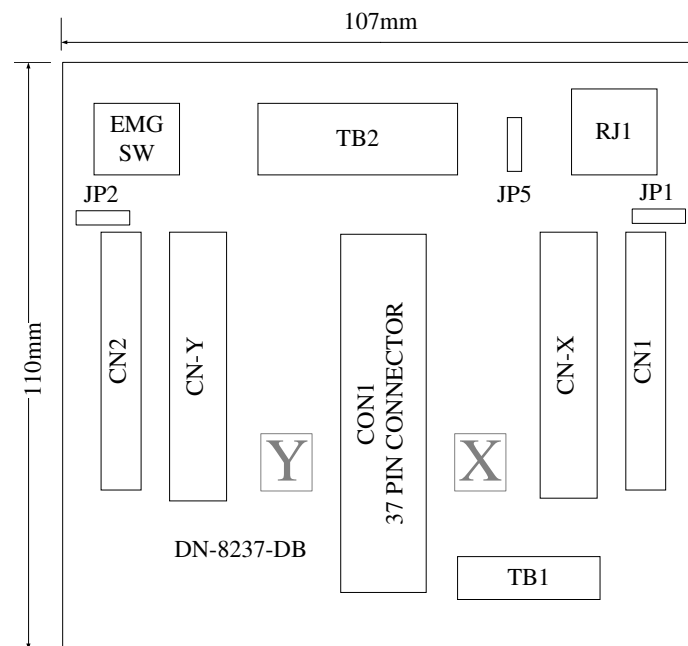 107mm
EMG
SW
TB2
RJ1
JP2
JP5
JP1
110mm
CN2
CN-Y
CON1
37 PIN CONNECTOR
CN-X
CN1
Y
X
DN-8237-DB
TB1